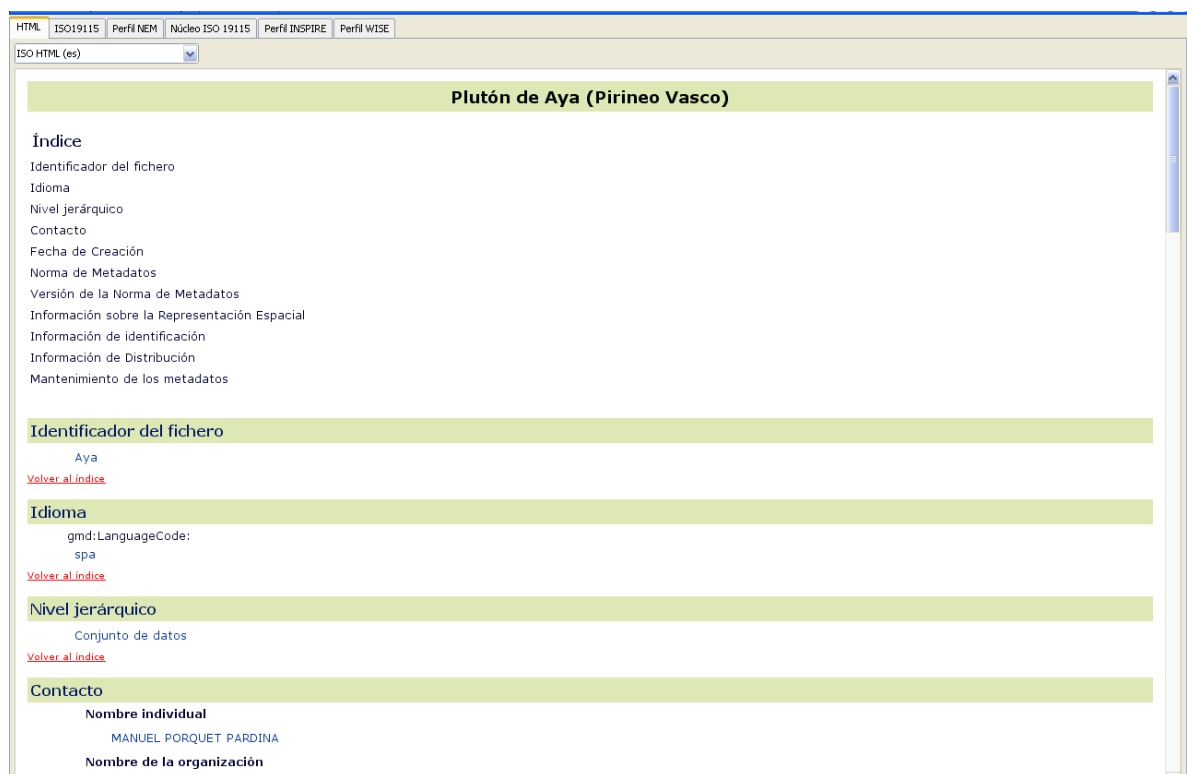 HTML ISO19115 Perfil NEM Núcleo ISO 19115 Perfil INSPIRE Perfil WISE
ISO HTML (es)
Plutón de Aya (Pirineo Vasco)
Índice
Identificador del fichero
Idioma
Nivel jerárquico
Contacto
Fecha de Creación
Norma de Metadatos
Versión de la Norma de Metadatos
Información sobre la Representación Espacial
Información de identificación
Información de Distribución
Mantenimiento de los metadatos
Identificador del fichero
Aya
Volver al índice
Idioma
gmd:LanguageCode:
spa
Volver al índice
Nivel jerárquico
Conjunto de datos
Volver al índice
Contacto
Nombre individual
MANUEL PORQUET PARDINA
Nombre de la organización